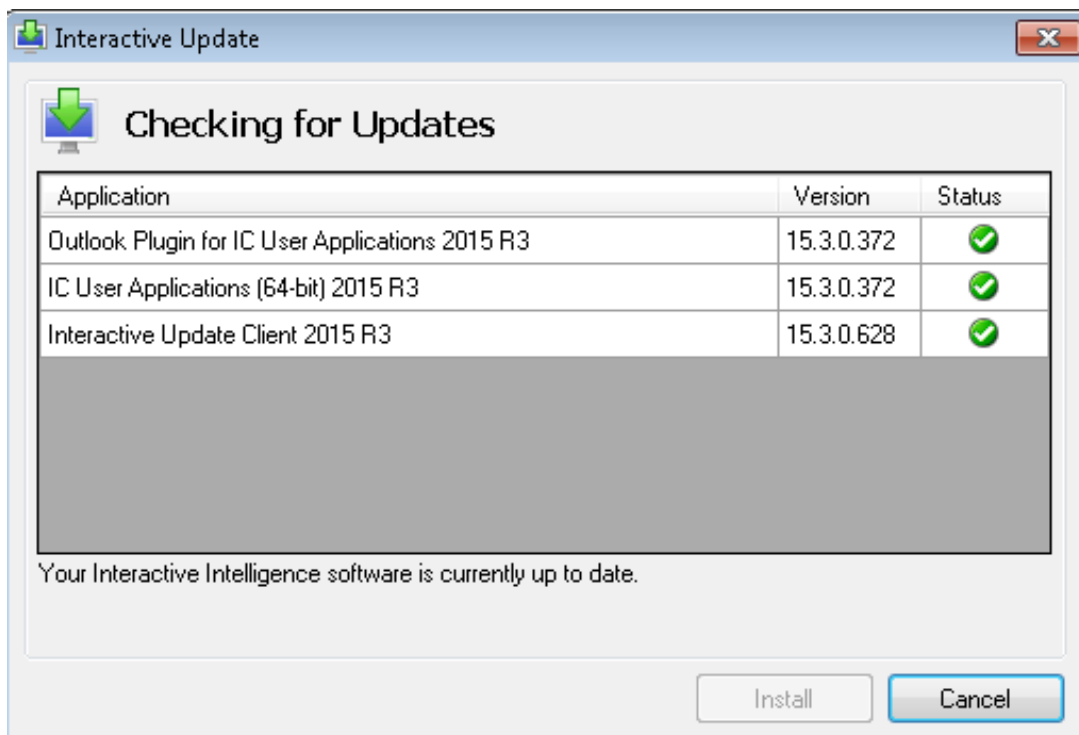 Interactive Update
Checking for Updates
Application Version Status
Outlook Plugin for IC User Applications 2015 R3 15.3.0.372
IC User Applications (64-bit) 2015 R3 15.3.0.372
Interactive Update Client 2015 R3 15.3.0.628
Your Interactive Intelligence software is currently up to date.
Install Cancel